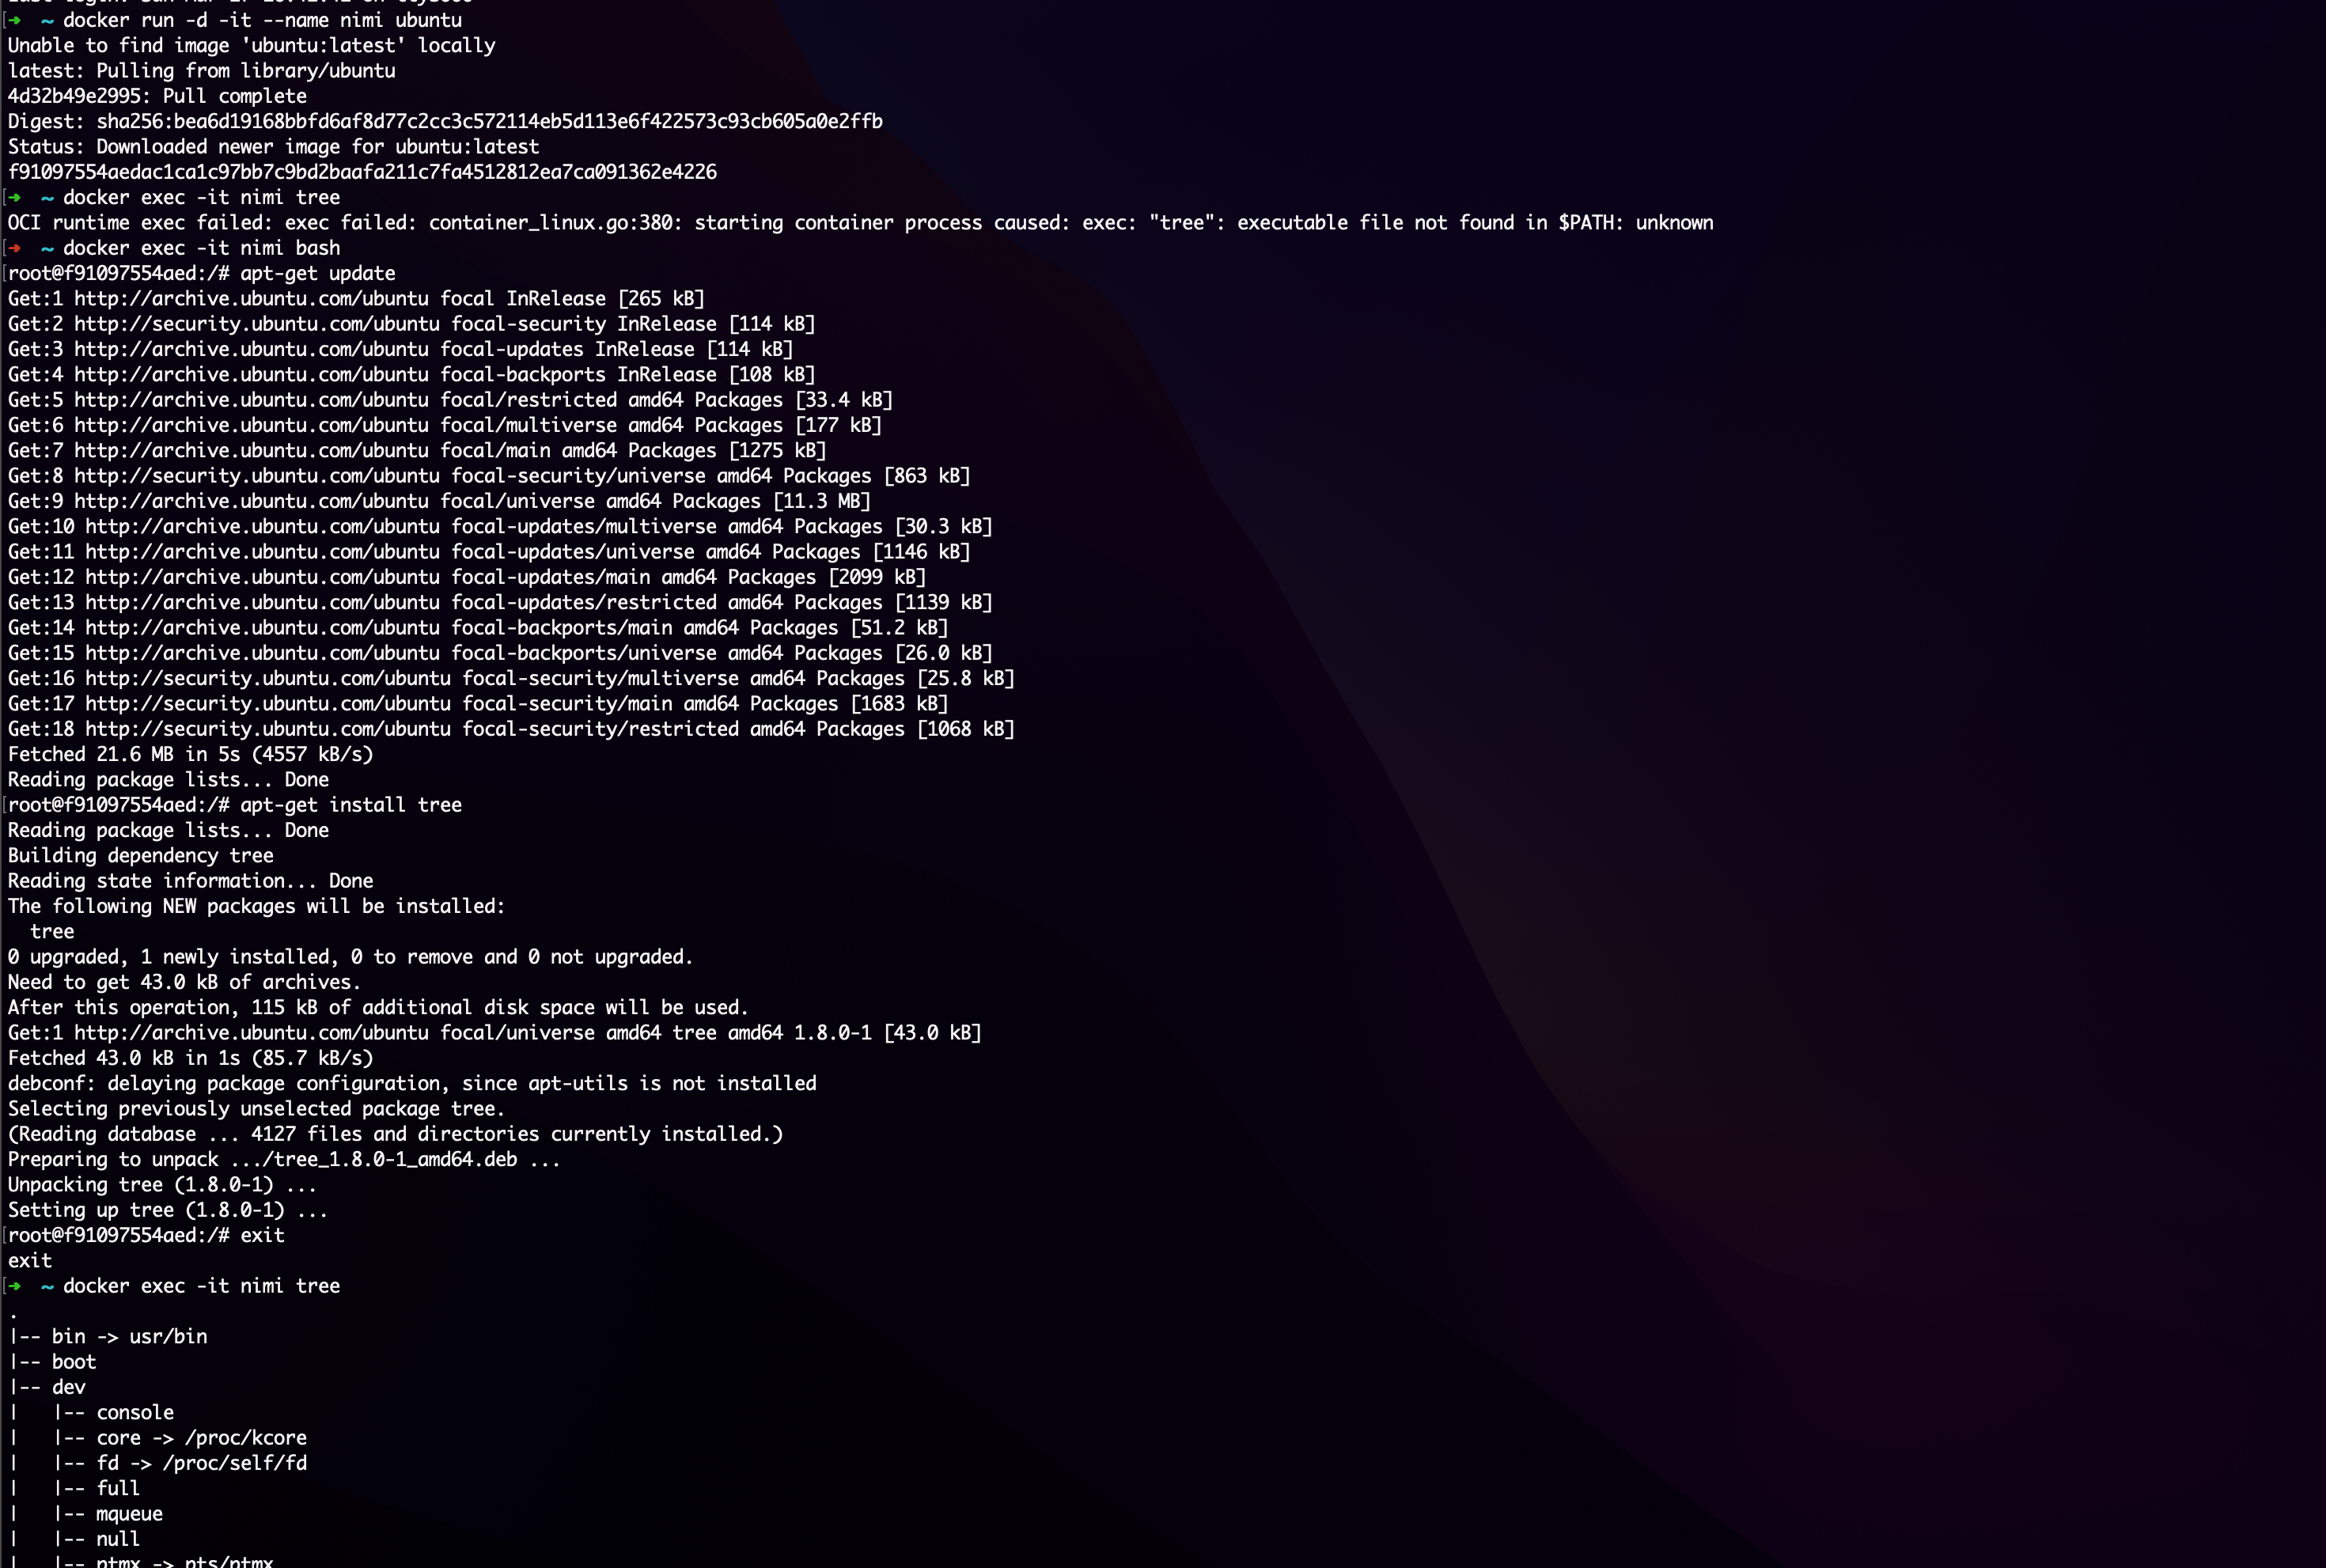 ➜  ~ docker run -d -it --name nimi ubuntu
Unable to find image 'ubuntu:latest' locally
latest: Pulling from library/ubuntu
4d32b49e2995: Pull complete
Digest: sha256:bea6d19168bbfd6af8d77c2cc3c572114eb5d113e6f422573c93cb605a0e2ffb
Status: Downloaded newer image for ubuntu:latest
f91097554aedac1ca1c97bb7c9bd2baafa211c7fa4512812ea7ca091362e4226
➜  ~ docker exec -it nimi tree
OCI runtime exec failed: exec failed: container_linux.go:380: starting container process caused: exec: "tree": executable file not found in $PATH: unknown
➜  ~ docker exec -it nimi bash
root@f91097554aed:/# apt-get update
Get:1 http://archive.ubuntu.com/ubuntu focal InRelease [265 kB]
Get:2 http://security.ubuntu.com/ubuntu focal-security InRelease [114 kB]
Get:3 http://archive.ubuntu.com/ubuntu focal-updates InRelease [114 kB]
Get:4 http://archive.ubuntu.com/ubuntu focal-backports InRelease [108 kB]
Get:5 http://archive.ubuntu.com/ubuntu focal/restricted amd64 Packages [33.4 kB]
Get:6 http://archive.ubuntu.com/ubuntu focal/multiverse amd64 Packages [177 kB]
Get:7 http://archive.ubuntu.com/ubuntu focal/main amd64 Packages [1275 kB]
Get:8 http://security.ubuntu.com/ubuntu focal-security/universe amd64 Packages [863 kB]
Get:9 http://archive.ubuntu.com/ubuntu focal/universe amd64 Packages [11.3 MB]
Get:10 http://archive.ubuntu.com/ubuntu focal-updates/multiverse amd64 Packages [30.3 kB]
Get:11 http://archive.ubuntu.com/ubuntu focal-updates/universe amd64 Packages [1146 kB]
Get:12 http://archive.ubuntu.com/ubuntu focal-updates/main amd64 Packages [2099 kB]
Get:13 http://archive.ubuntu.com/ubuntu focal-updates/restricted amd64 Packages [1139 kB]
Get:14 http://archive.ubuntu.com/ubuntu focal-backports/main amd64 Packages [51.2 kB]
Get:15 http://archive.ubuntu.com/ubuntu focal-backports/universe amd64 Packages [26.0 kB]
Get:16 http://security.ubuntu.com/ubuntu focal-security/multiverse amd64 Packages [25.8 kB]
Get:17 http://security.ubuntu.com/ubuntu focal-security/main amd64 Packages [1683 kB]
Get:18 http://security.ubuntu.com/ubuntu focal-security/restricted amd64 Packages [1068 kB]
Fetched 21.6 MB in 5s (4557 kB/s)
Reading package lists... Done
root@f91097554aed:/# apt-get install tree
Reading package lists... Done
Building dependency tree
Reading state information... Done
The following NEW packages will be installed:
  tree
0 upgraded, 1 newly installed, 0 to remove and 0 not upgraded.
Need to get 43.0 kB of archives.
After this operation, 115 kB of additional disk space will be used.
Get:1 http://archive.ubuntu.com/ubuntu focal/universe amd64 tree amd64 1.8.0-1 [43.0 kB]
Fetched 43.0 kB in 1s (85.7 kB/s)
debconf: delaying package configuration, since apt-utils is not installed
Selecting previously unselected package tree.
(Reading database ... 4127 files and directories currently installed.)
Preparing to unpack .../tree_1.8.0-1_amd64.deb ...
Unpacking tree (1.8.0-1) ...
Setting up tree (1.8.0-1) ...
root@f91097554aed:/# exit
exit
➜  ~ docker exec -it nimi tree
.
|-- bin -> usr/bin
|-- boot
|-- dev
|   |-- console
|   |-- core -> /proc/kcore
|   |-- fd -> /proc/self/fd
|   |-- full
|   |-- mqueue
|   |-- null
|   |-- ptmx -> pts/ptmx